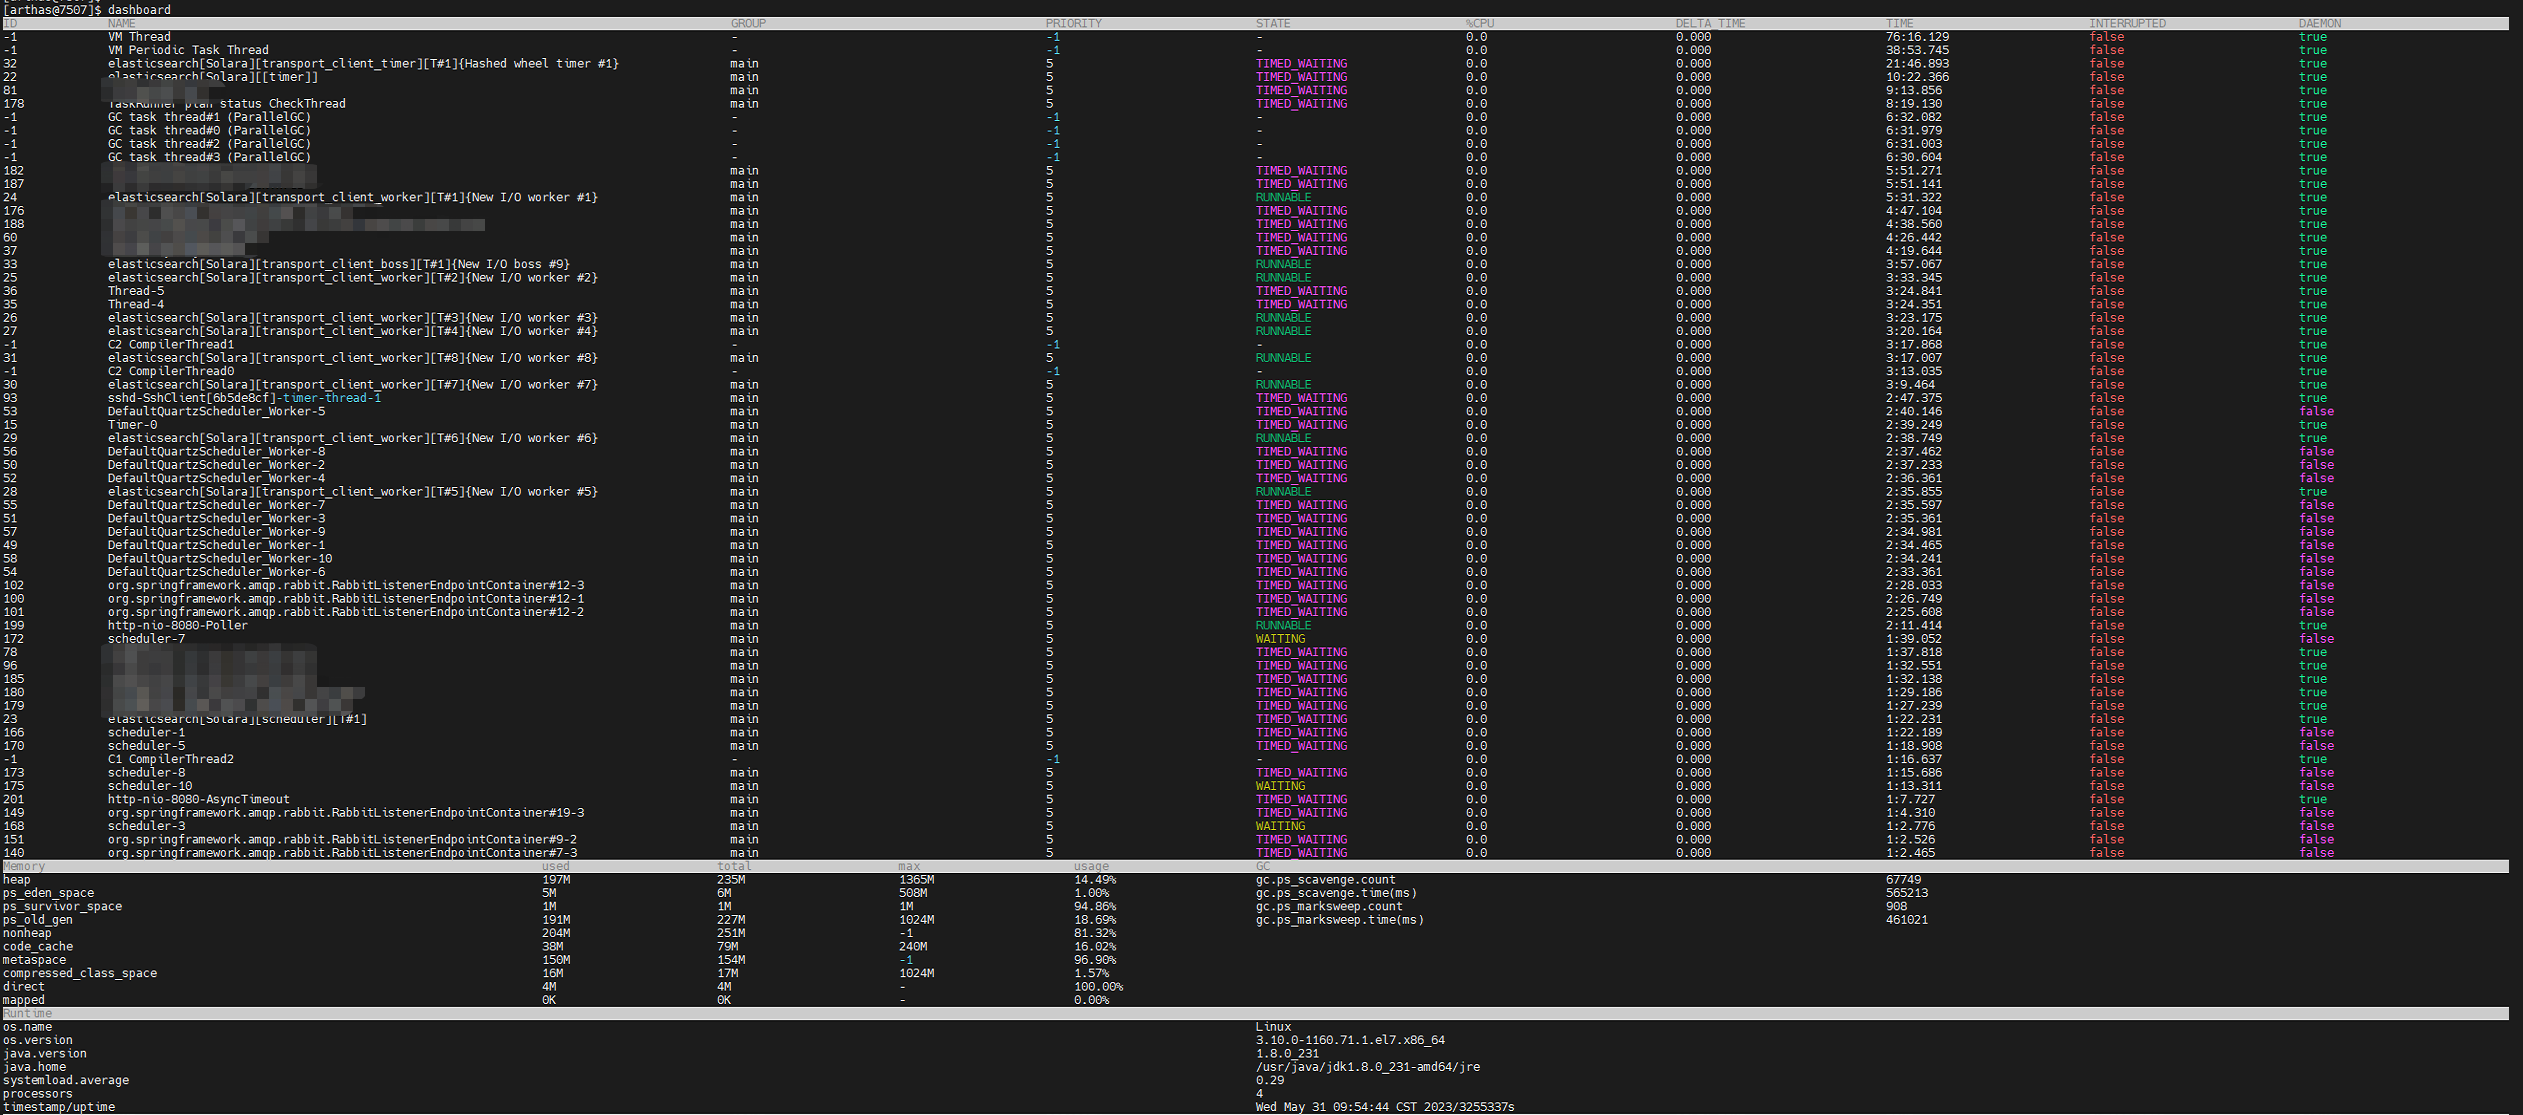 [arthas@7507]$ dashboard
ID NAME GROUP PRIORITY STATE %CPU DELTA_TIME TIME INTERRUPTED DAEMON
-1 VM Thread - -1 - 0.0 0.000 76:16.129 false true
-1 VM Periodic Task Thread - -1 - 0.0 0.000 38:53.745 false true
32 elasticsearch[Solara][transport_client_timer][T#1]{Hashed wheel timer #1} main 5 TIMED_WAITING 0.0 0.000 21:46.893 false true
22 elasticsearch[Solara][[timer]] main 5 TIMED_WAITING 0.0 0.000 10:22.366 false true
81 main 5 TIMED_WAITING 0.0 0.000 9:13.856 false true
178 TaskRunner plan status CheckThread main 5 TIMED_WAITING 0.0 0.000 8:19.130 false true
-1 GC task thread#1 (ParallelGC) - -1 - 0.0 0.000 6:32.082 false true
-1 GC task thread#0 (ParallelGC) - -1 - 0.0 0.000 6:31.979 false true
-1 GC task thread#2 (ParallelGC) - -1 - 0.0 0.000 6:31.003 false true
-1 GC task thread#3 (ParallelGC) - -1 - 0.0 0.000 6:30.604 false true
182 main 5 TIMED_WAITING 0.0 0.000 5:51.271 false true
187 main 5 TIMED_WAITING 0.0 0.000 5:51.141 false true
24 elasticsearch[Solara][transport_client_worker][T#1]{New I/O worker #1} main 5 RUNNABLE 0.0 0.000 5:31.322 false true
176 main 5 TIMED_WAITING 0.0 0.000 4:47.104 false true
188 main 5 TIMED_WAITING 0.0 0.000 4:38.560 false true
60 main 5 TIMED_WAITING 0.0 0.000 4:26.442 false true
37 main 5 TIMED_WAITING 0.0 0.000 4:19.644 false true
33 elasticsearch[Solara][transport_client_boss][T#1]{New I/O boss #9} main 5 RUNNABLE 0.0 0.000 3:57.067 false true
25 elasticsearch[Solara][transport_client_worker][T#2]{New I/O worker #2} main 5 RUNNABLE 0.0 0.000 3:33.345 false true
36 Thread-5 main 5 TIMED_WAITING 0.0 0.000 3:24.841 false true
35 Thread-4 main 5 TIMED_WAITING 0.0 0.000 3:24.351 false true
26 elasticsearch[Solara][transport_client_worker][T#3]{New I/O worker #3} main 5 RUNNABLE 0.0 0.000 3:23.175 false true
27 elasticsearch[Solara][transport_client_worker][T#4]{New I/O worker #4} main 5 RUNNABLE 0.0 0.000 3:20.164 false true
-1 C2 CompilerThread1 - -1 - 0.0 0.000 3:17.868 false true
31 elasticsearch[Solara][transport_client_worker][T#8]{New I/O worker #8} main 5 RUNNABLE 0.0 0.000 3:17.007 false true
-1 C2 CompilerThread0 - -1 - 0.0 0.000 3:13.035 false true
30 elasticsearch[Solara][transport_client_worker][T#7]{New I/O worker #7} main 5 RUNNABLE 0.0 0.000 3:9.464 false true
93 sshd-SshClient[6b5de8cf]-timer-thread-1 main 5 TIMED_WAITING 0.0 0.000 2:47.375 false true
53 DefaultQuartzScheduler_Worker-5 main 5 TIMED_WAITING 0.0 0.000 2:40.146 false false
15 Timer-0 main 5 TIMED_WAITING 0.0 0.000 2:39.249 false true
29 elasticsearch[Solara][transport_client_worker][T#6]{New I/O worker #6} main 5 RUNNABLE 0.0 0.000 2:38.749 false true
56 DefaultQuartzScheduler_Worker-8 main 5 TIMED_WAITING 0.0 0.000 2:37.462 false false
50 DefaultQuartzScheduler_Worker-2 main 5 TIMED_WAITING 0.0 0.000 2:37.233 false false
52 DefaultQuartzScheduler_Worker-4 main 5 TIMED_WAITING 0.0 0.000 2:36.361 false false
28 elasticsearch[Solara][transport_client_worker][T#5]{New I/O worker #5} main 5 RUNNABLE 0.0 0.000 2:35.855 false true
55 DefaultQuartzScheduler_Worker-7 main 5 TIMED_WAITING 0.0 0.000 2:35.597 false false
51 DefaultQuartzScheduler_Worker-3 main 5 TIMED_WAITING 0.0 0.000 2:35.361 false false
57 DefaultQuartzScheduler_Worker-9 main 5 TIMED_WAITING 0.0 0.000 2:34.981 false false
49 DefaultQuartzScheduler_Worker-1 main 5 TIMED_WAITING 0.0 0.000 2:34.465 false false
58 DefaultQuartzScheduler_Worker-10 main 5 TIMED_WAITING 0.0 0.000 2:34.241 false false
54 DefaultQuartzScheduler_Worker-6 main 5 TIMED_WAITING 0.0 0.000 2:33.361 false false
102 org.springframework.amqp.rabbit.RabbitListenerEndpointContainer#12-3 main 5 TIMED_WAITING 0.0 0.000 2:28.033 false false
100 org.springframework.amqp.rabbit.RabbitListenerEndpointContainer#12-1 main 5 TIMED_WAITING 0.0 0.000 2:26.749 false false
101 org.springframework.amqp.rabbit.RabbitListenerEndpointContainer#12-2 main 5 TIMED_WAITING 0.0 0.000 2:25.608 false false
199 http-nio-8080-Poller main 5 RUNNABLE 0.0 0.000 2:11.414 false true
172 scheduler-7 main 5 WAITING 0.0 0.000 1:39.052 false false
78 main 5 TIMED_WAITING 0.0 0.000 1:37.818 false true
96 main 5 TIMED_WAITING 0.0 0.000 1:32.551 false true
185 main 5 TIMED_WAITING 0.0 0.000 1:32.138 false true
180 main 5 TIMED_WAITING 0.0 0.000 1:29.186 false true
179 main 5 TIMED_WAITING 0.0 0.000 1:27.239 false true
23 elasticsearch[Solara][scheduler][T#1] main 5 TIMED_WAITING 0.0 0.000 1:22.231 false true
166 scheduler-1 main 5 TIMED_WAITING 0.0 0.000 1:22.189 false false
170 scheduler-5 main 5 TIMED_WAITING 0.0 0.000 1:18.908 false false
-1 C1 CompilerThread2 - -1 - 0.0 0.000 1:16.637 false true
173 scheduler-8 main 5 TIMED_WAITING 0.0 0.000 1:15.686 false false
175 scheduler-10 main 5 WAITING 0.0 0.000 1:13.311 false false
201 http-nio-8080-AsyncTimeout main 5 TIMED_WAITING 0.0 0.000 1:7.727 false true
149 org.springframework.amqp.rabbit.RabbitListenerEndpointContainer#19-3 main 5 TIMED_WAITING 0.0 0.000 1:4.310 false false
168 scheduler-3 main 5 WAITING 0.0 0.000 1:2.776 false false
151 org.springframework.amqp.rabbit.RabbitListenerEndpointContainer#9-2 main 5 TIMED_WAITING 0.0 0.000 1:2.526 false false
140 org.springframework.amqp.rabbit.RabbitListenerEndpointContainer#7-3 main 5 TIMED_WAITING 0.0 0.000 1:2.465 false false
Memory used total max usage GC
heap 197M 235M 1365M 14.49% gc.ps_scavenge.count 67749
ps_eden_space 5M 6M 508M 1.00% gc.ps_scavenge.time(ms) 565213
ps_survivor_space 1M 1M 1M 94.86% gc.ps_marksweep.count 908
ps_old_gen 191M 227M 1024M 18.69% gc.ps_marksweep.time(ms) 461021
nonheap 204M 251M -1 81.32%
code_cache 38M 79M 240M 16.02%
metaspace 150M 154M -1 96.90%
compressed_class_space 16M 17M 1024M 1.57%
direct 4M 4M - 100.00%
mapped 0K 0K - 0.00%
Runtime
os.name Linux
os.version 3.10.0-1160.71.1.el7.x86_64
java.version 1.8.0_231
java.home /usr/java/jdk1.8.0_231-amd64/jre
systemload.average 0.29
processors 4
timestamp/uptime Wed May 31 09:54:44 CST 2023/3255337s